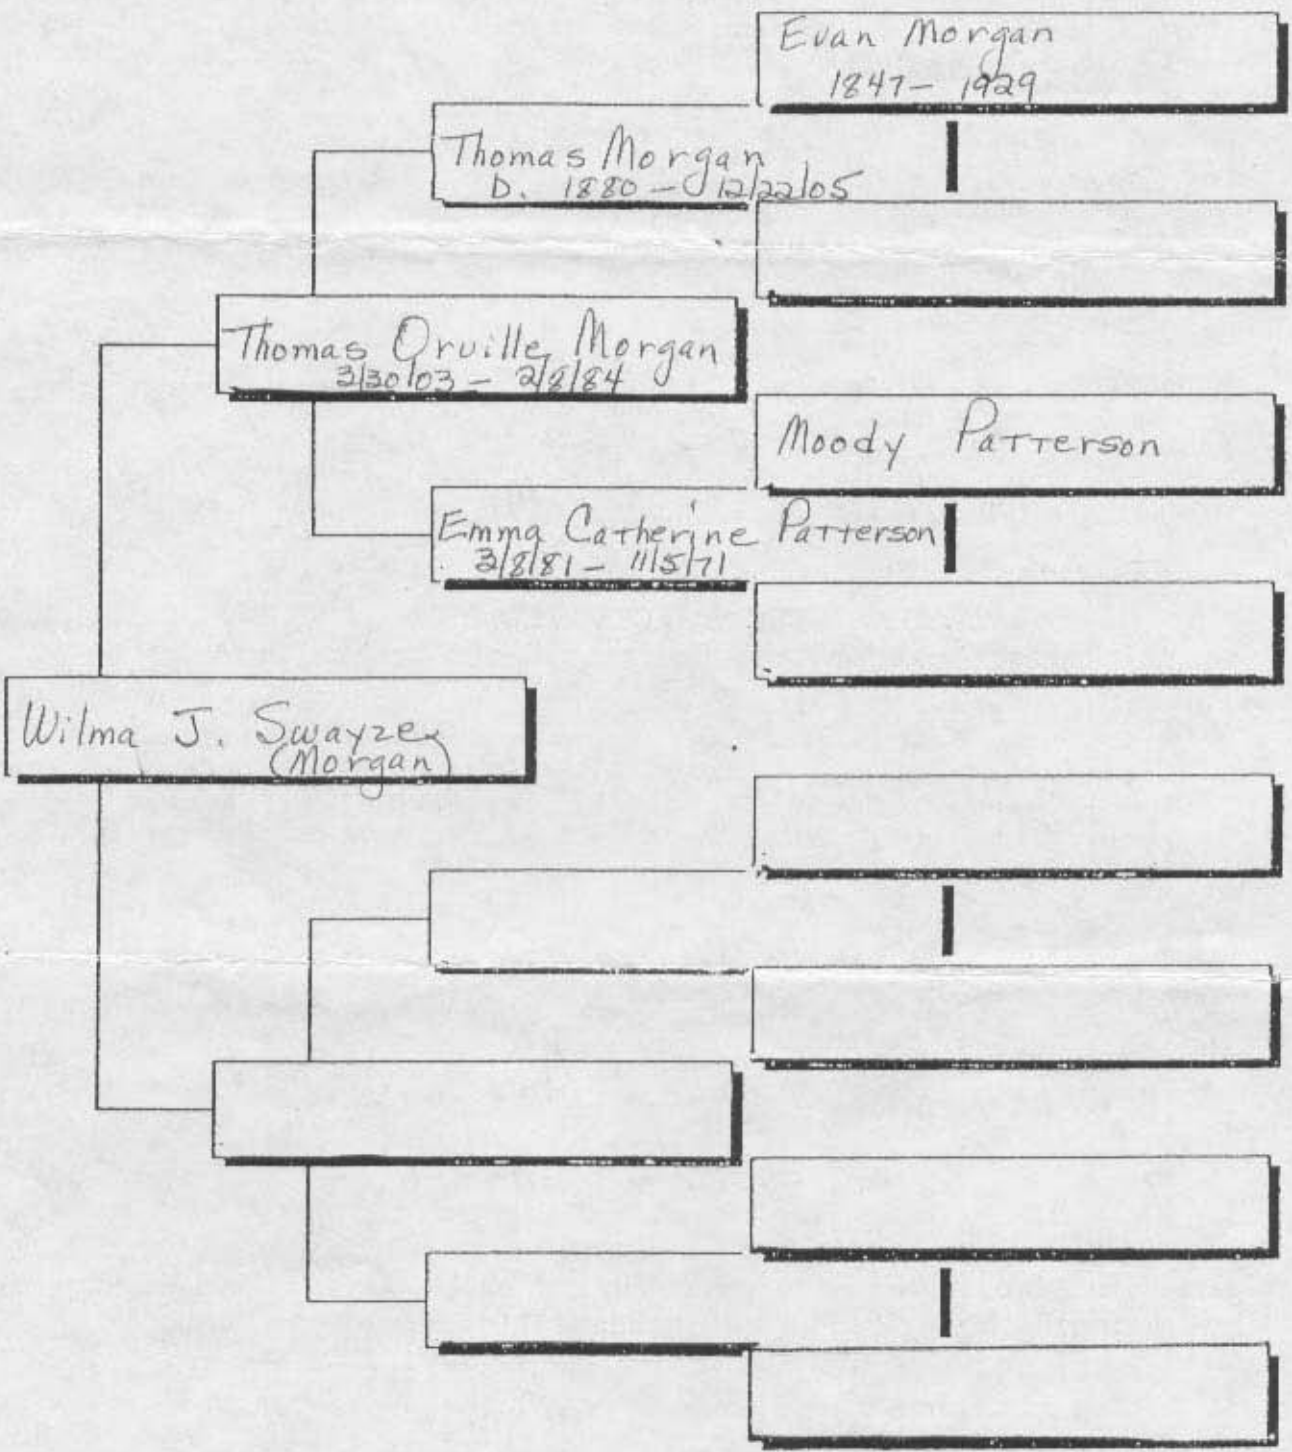 Evan Morgan
1847 - 1929
Thomas Morgan
D. 1880 - 12/22/05
Thomas Orville Morgan
3/30/03 - 2/8/84
Moody Patterson
Emma Catherine Patterson
3/8/81 - 11/5/71
Wilma J. Swayze
(Morgan)